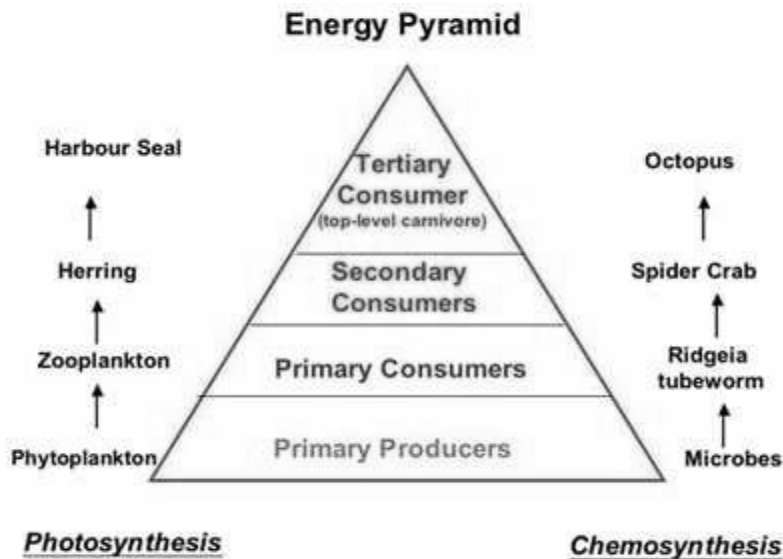 Energy Pyramid
Harbour Seal
Herring
Zooplankton
Phytoplankton
Photosynthesis
Tertiary
Consumer
(top-level carnivore)
Secondary
Consumers
Primary Consumers
Primary Producers
Octopus
Spider Crab
Ridgeia
tubeworm
Microbes
Chemosynthesis